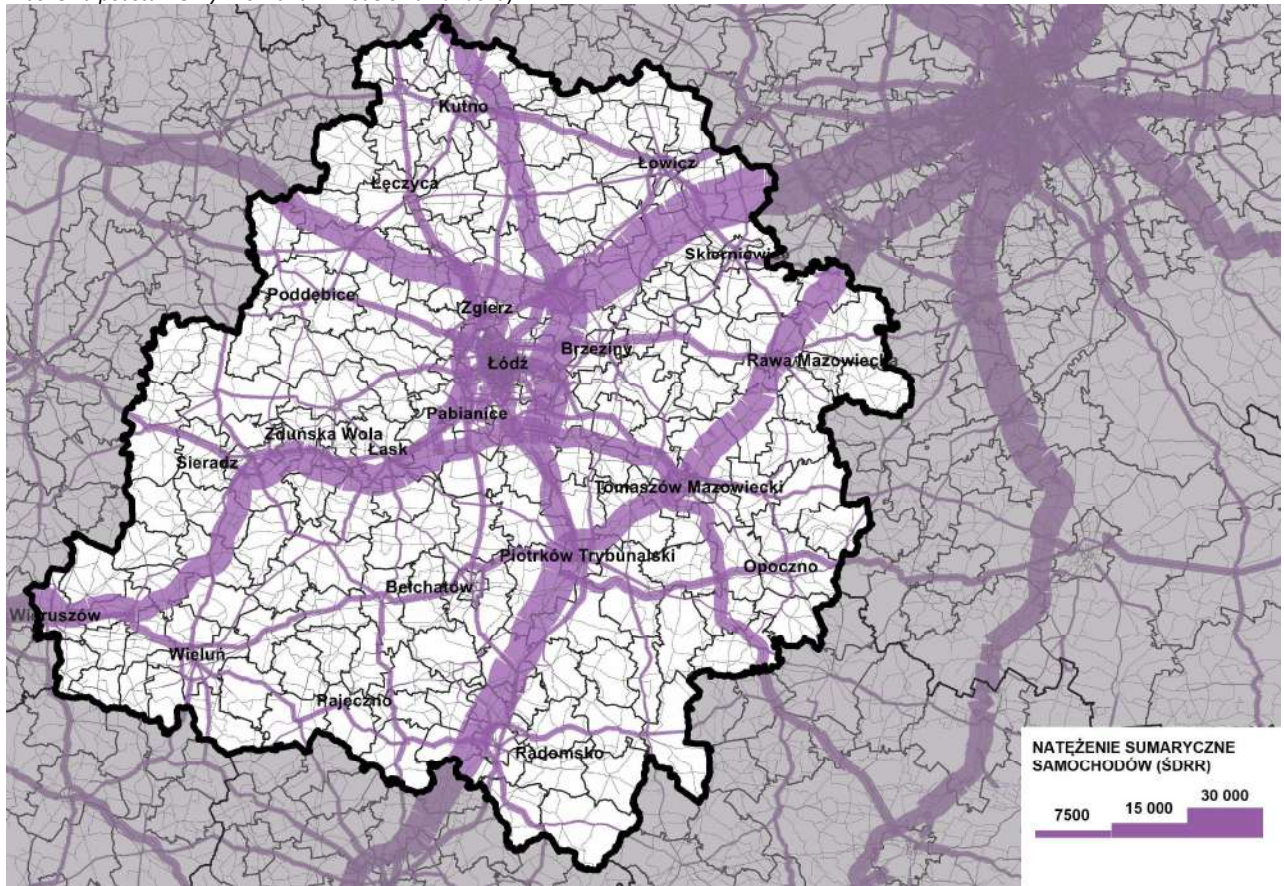 Kutno
Łowicz
Łęczyca
Skierniewi
Poddębice
Zgierz
Brzeziny
Łódź
Rawa Mazowiecka
Pabianice
Zduńska Wola
Łask
Sieradz
Tomaszów Mazowiecki
Piotrków Trybunalski
Opoczno
Bełchatów
Wieruszów
Wieluń
Pajęczno
Radomsko
NATĘŻENIE SUMARYCZNE
SAMOCHODÓW (ŚDRR)
7500 15 000 30 000